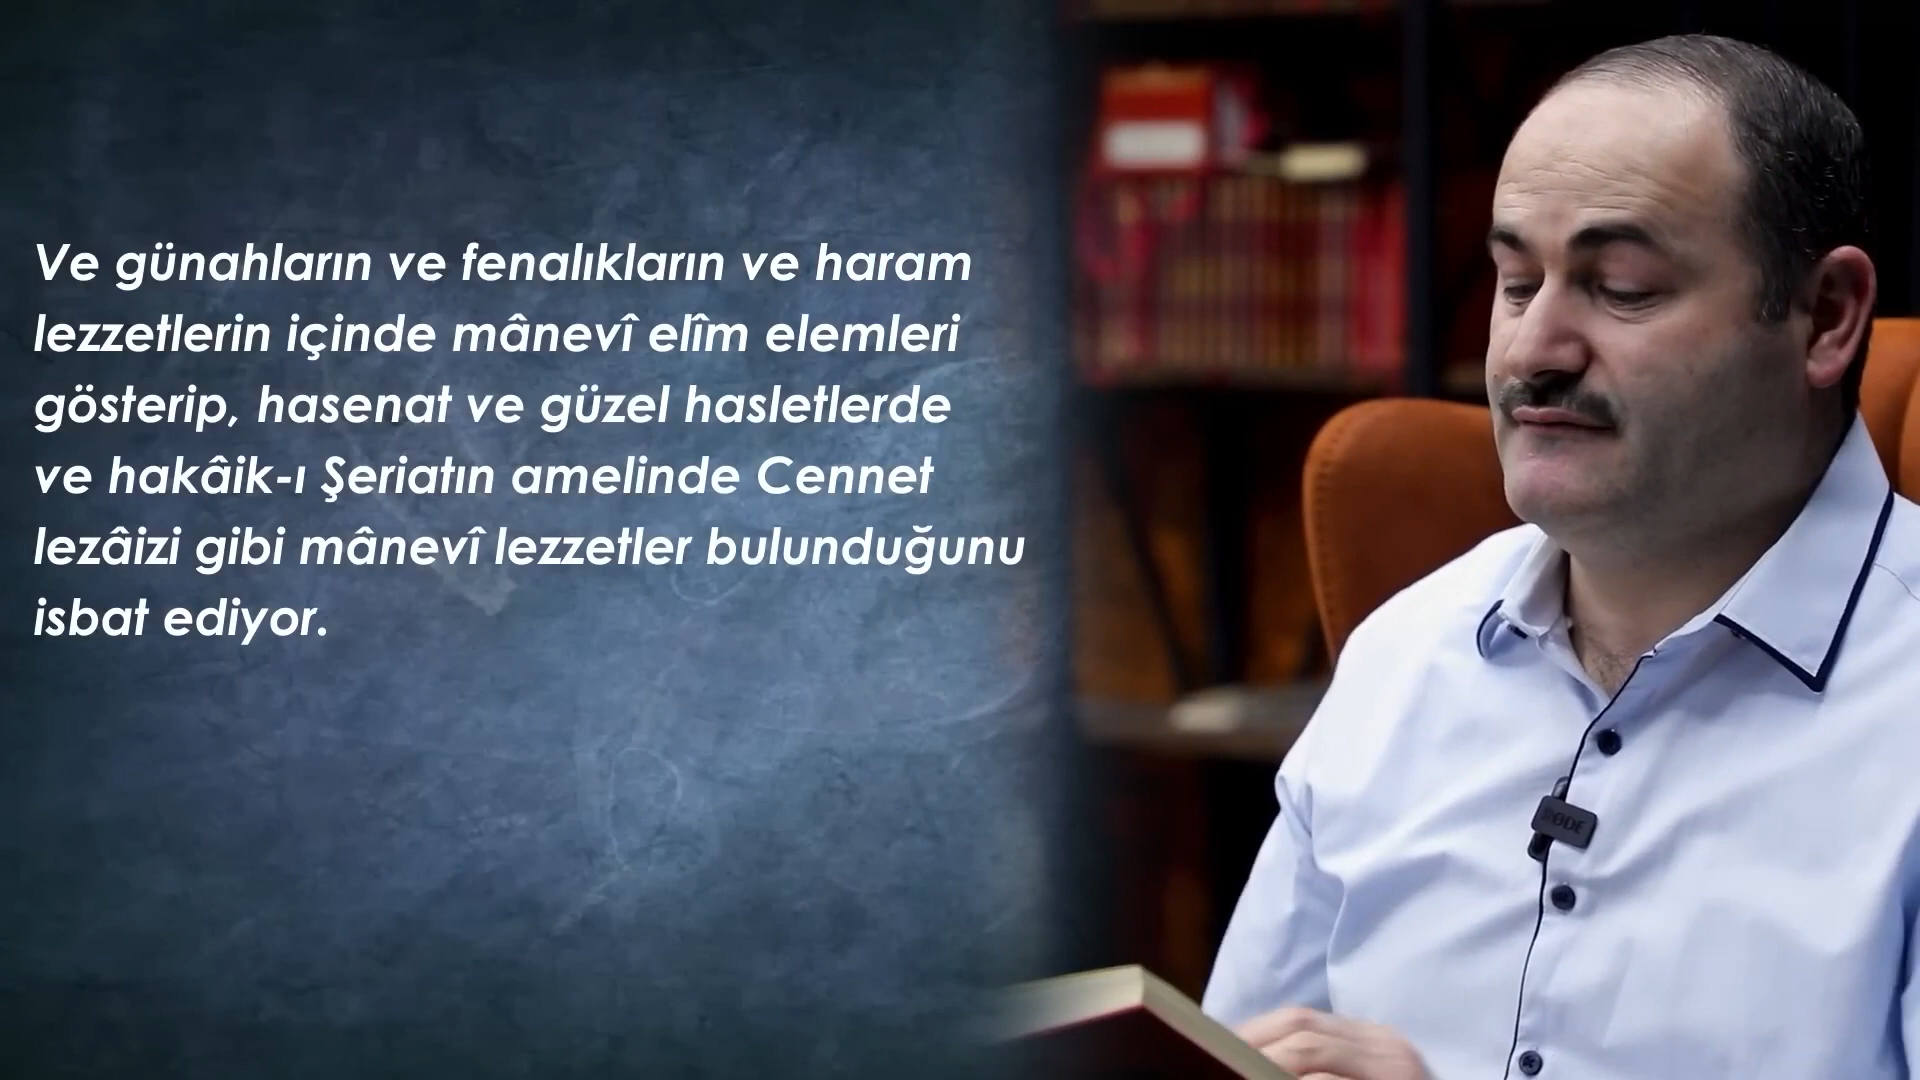 Ve günahların ve fenalıkların ve haram
lezzetlerin içinde mânevî elîm elemleri
gösterip, hasenat ve güzel hasletlerde
ve hakâik-ı Şeriatın amelinde Cennet
lezâizi gibi mânevî lezzetler bulunduğunu
isbat ediyor.
RØDE